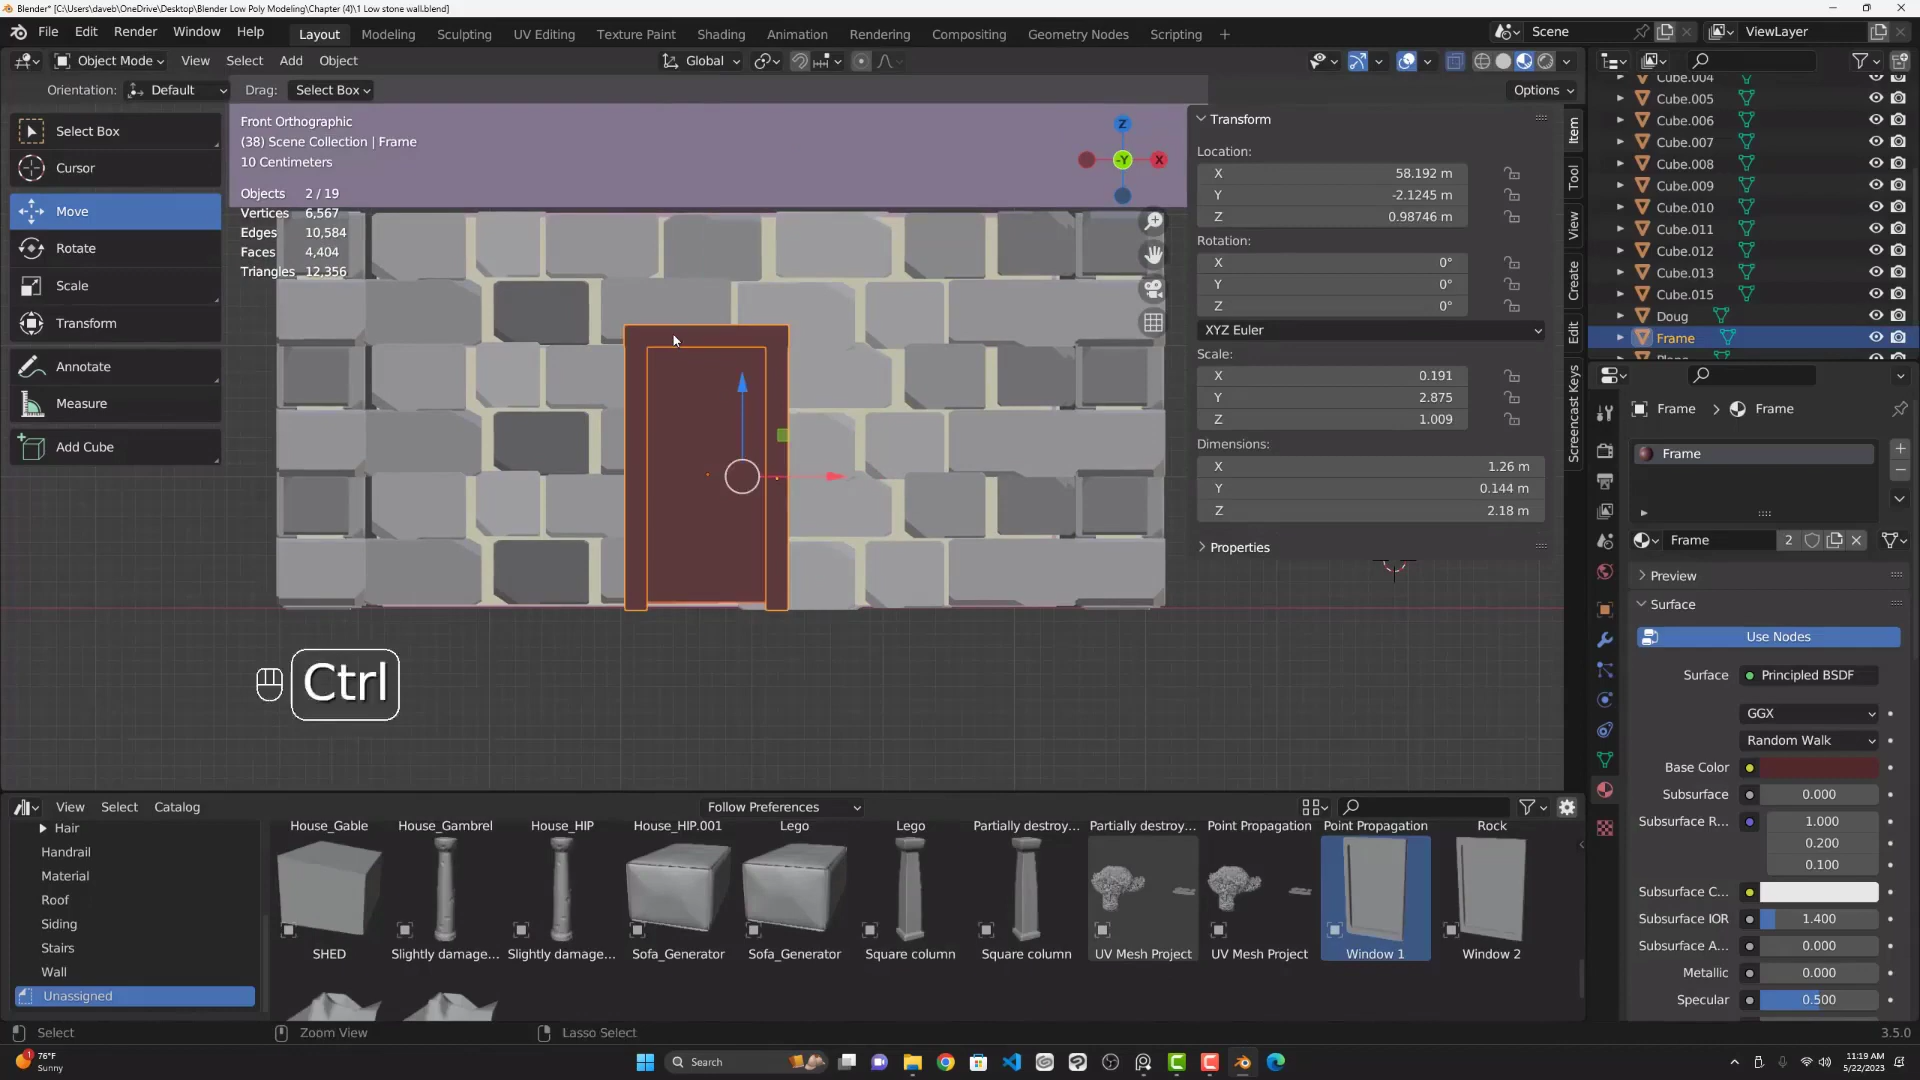 Blender* [C:\Users\daveb\OneDrive\Desktop\Blender Low Poly Modeling\Chapter (4)\1 Low stone wall.blend]
File Edit Render Window Help
Layout Modeling Sculpting UV Editing Texture Paint Shading Animation Rendering Compositing Geometry Nodes Scripting +
Scene
ViewLayer
Object Mode View Select Add Object
Global
Orientation: Default Drag: Select Box
Options
Select Box
Cursor
Move
Rotate
Scale
Transform
Annotate
Measure
Add Cube
Front Orthographic
(38) Scene Collection | Frame
10 Centimeters
Objects 2 / 19
Vertices 6,567
Edges 10,584
Faces 4,404
Triangles 12,356
Z
-Y
X
Transform
Location:
X 58.192 m
Y -2.1245 m
Z 0.98746 m
Rotation:
X 0°
Y 0°
Z 0°
XYZ Euler
Scale:
X 0.191
Y 2.875
Z 1.009
Dimensions:
X 1.26 m
Y 0.144 m
Z 2.18 m
Properties
Item
Tool
View
Create
Edit
Screencast Keys
Cube.004
Cube.005
Cube.006
Cube.007
Cube.008
Cube.009
Cube.010
Cube.011
Cube.012
Cube.013
Cube.015
Doug
Frame
Frame > Frame
Frame
Frame 2
Preview
Surface
Use Nodes
Surface Principled BSDF
GGX
Random Walk
Base Color
Subsurface 0.000
Subsurface R... 1.000
0.200
0.100
Subsurface C...
Subsurface IOR 1.400
Subsurface A... 0.000
Metallic 0.000
Specular 0.500
Ctrl
View Select Catalog
Follow Preferences
Hair
Handrail
Material
Roof
Siding
Stairs
Wall
Unassigned
House_Gable House_Gambrel House_HIP House_HIP.001 Lego Lego Partially destroy... Partially destroy... Point Propagation Point Propagation Rock
SHED Slightly damage... Slightly damage... Sofa_Generator Sofa_Generator Square column Square column UV Mesh Project UV Mesh Project Window 1 Window 2
Select Zoom View Lasso Select
3.5.0
1
76°F
Sunny
Search
11:19 AM
5/22/2023